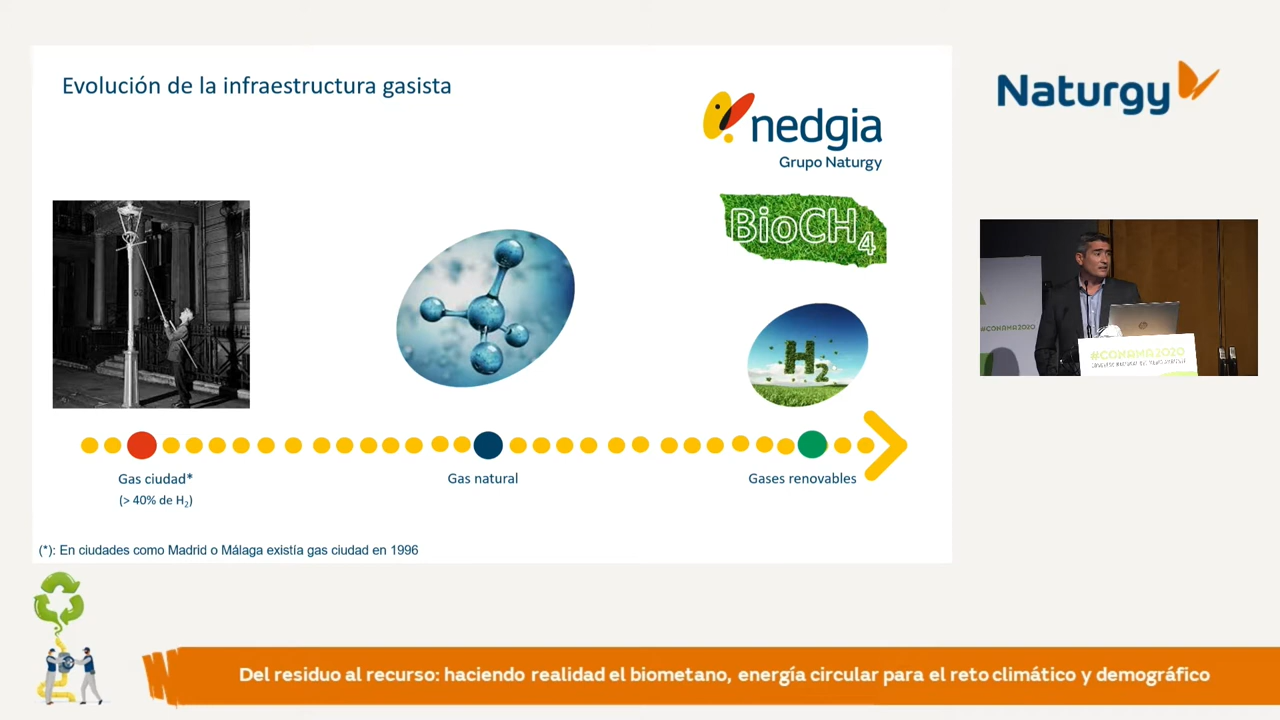 Evolución de la infraestructura gasista
nedgia
Grupo Naturgy
Naturgy
BioCH4
H2
Gas ciudad*
(> 40% de H2)
Gas natural
Gases renovables
(*): En ciudades como Madrid o Málaga existía gas ciudad en 1996
#CONAMA2020
#CONAMA2020
Del residuo al recurso: haciendo realidad el biometano, energía circular para el reto climático y demográfico